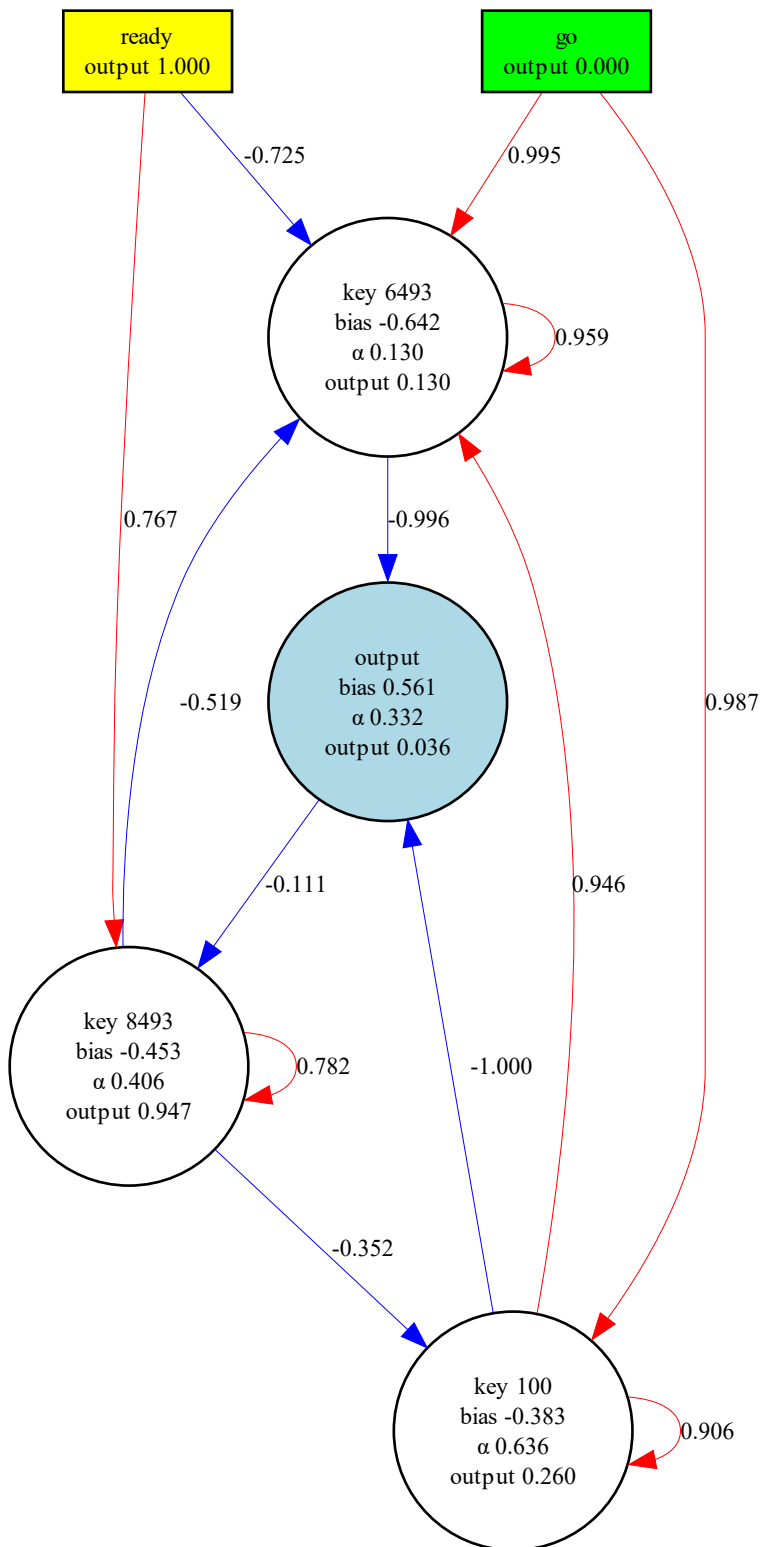 ready
output 1.000
go
output 0.000
-0.725
0.995
key 6493
bias -0.642
α 0.130
output 0.130
0.959
0.767
-0.996
-0.519
output
bias 0.561
α 0.332
output 0.036
0.987
-0.111
0.946
key 8493
bias -0.453
α 0.406
output 0.947
0.782
-1.000
-0.352
key 100
bias -0.383
α 0.636
output 0.260
0.906